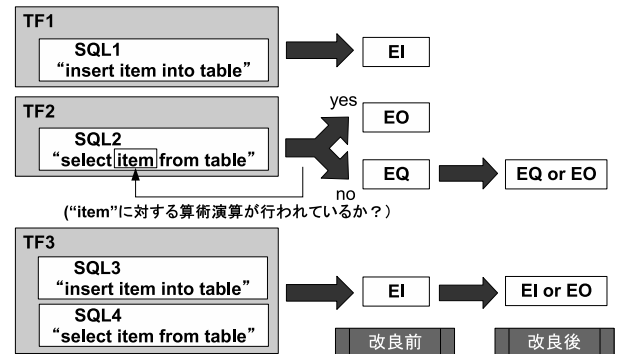 TF1
SQL1
“insert item into table”
EI
TF2
SQL2
“select item from table”
yes
EO
no
EQ
EQ or EO
(“item”に対する算術演算が行われているか？)
TF3
SQL3
“insert item into table”
SQL4
“select item from table”
EI
EI or EO
改良前
改良後